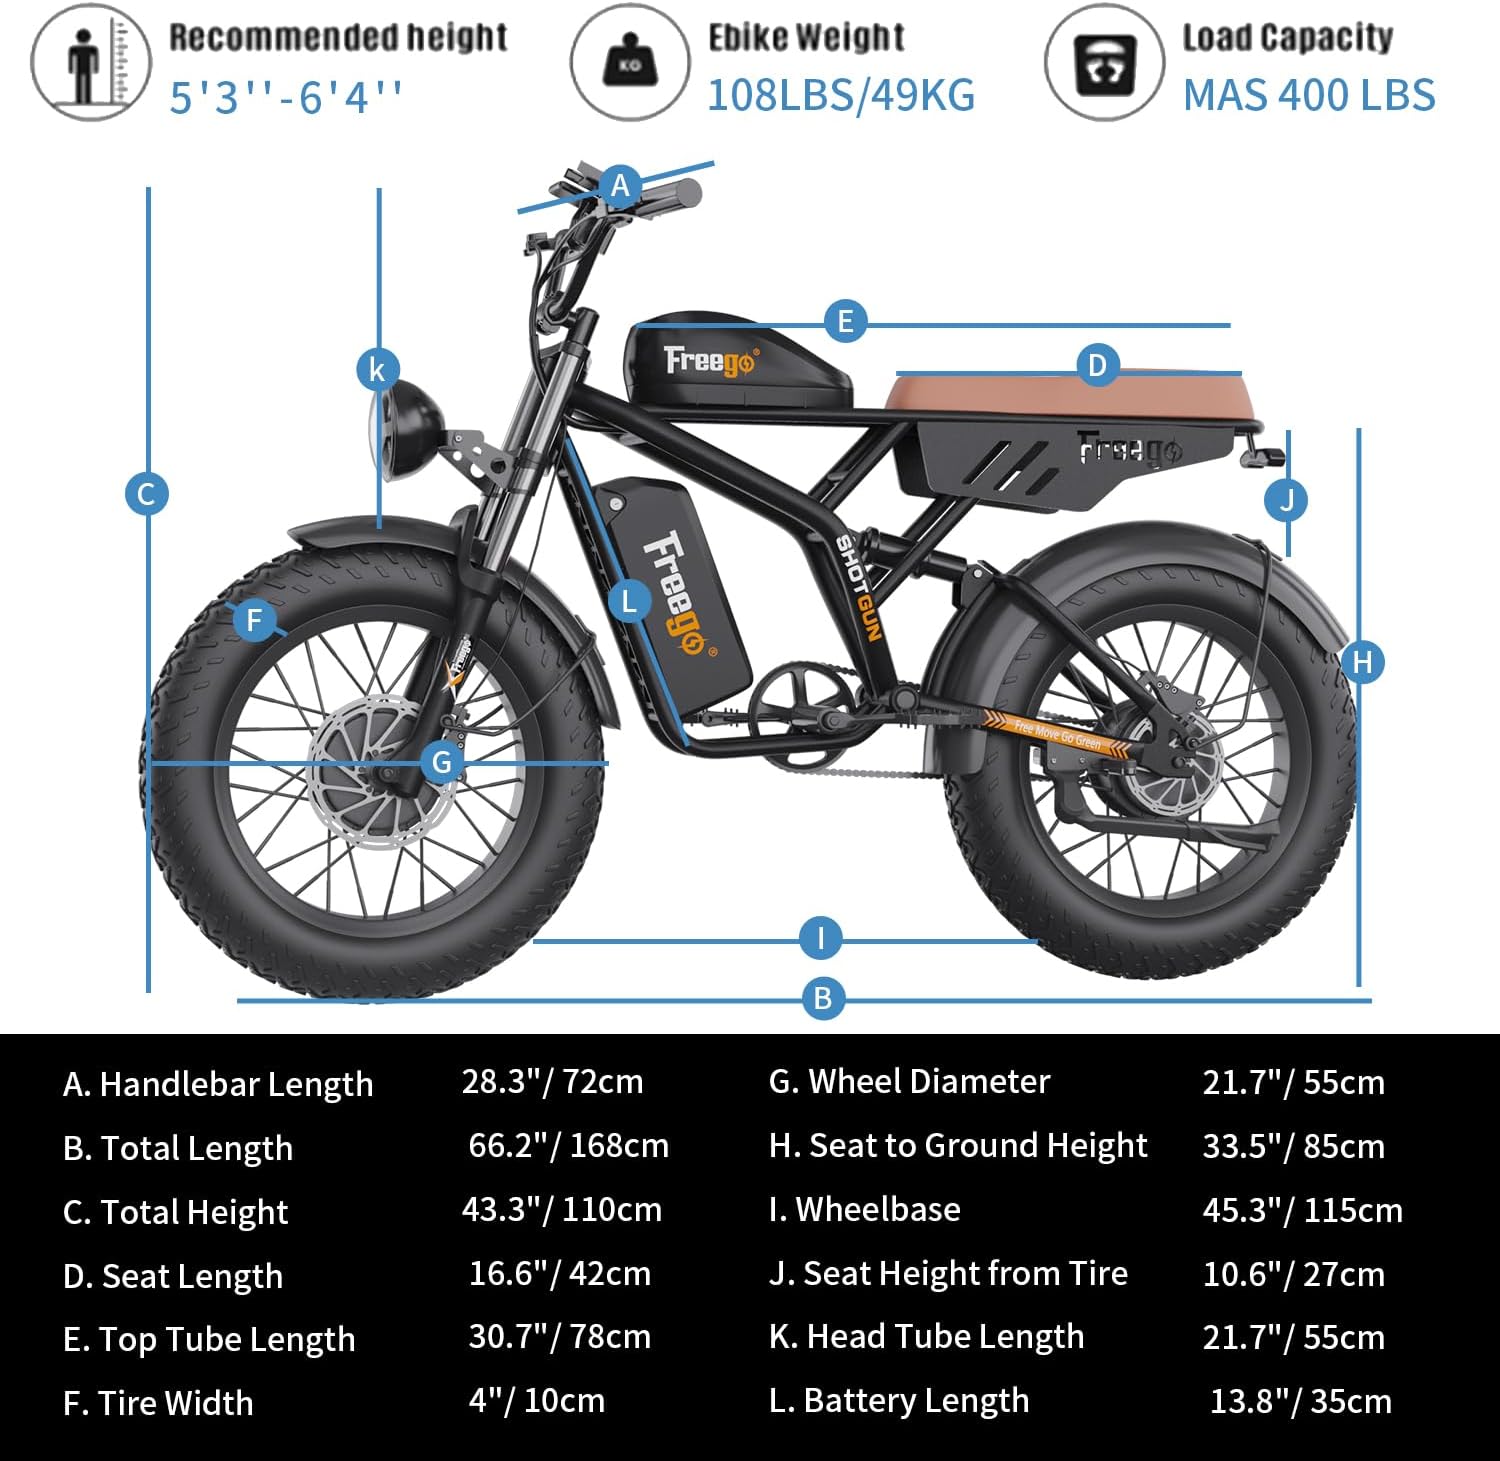 Recommended height
5'3''-6'4''
KG
Ebike Weight
108LBS/49KG
Load Capacity
MAS 400 LBS
A
E
D
k
C
J
L
F
H
G
I
B
Freego®
Freego
Freego®
SHOTGUN
Freego
Free Move Go Green
A. Handlebar Length 28.3"/ 72cm
B. Total Length 66.2"/ 168cm
C. Total Height 43.3"/ 110cm
D. Seat Length 16.6"/ 42cm
E. Top Tube Length 30.7"/ 78cm
F. Tire Width 4"/ 10cm
G. Wheel Diameter 21.7"/ 55cm
H. Seat to Ground Height 33.5"/ 85cm
I. Wheelbase 45.3"/ 115cm
J. Seat Height from Tire 10.6"/ 27cm
K. Head Tube Length 21.7"/ 55cm
L. Battery Length 13.8"/ 35cm